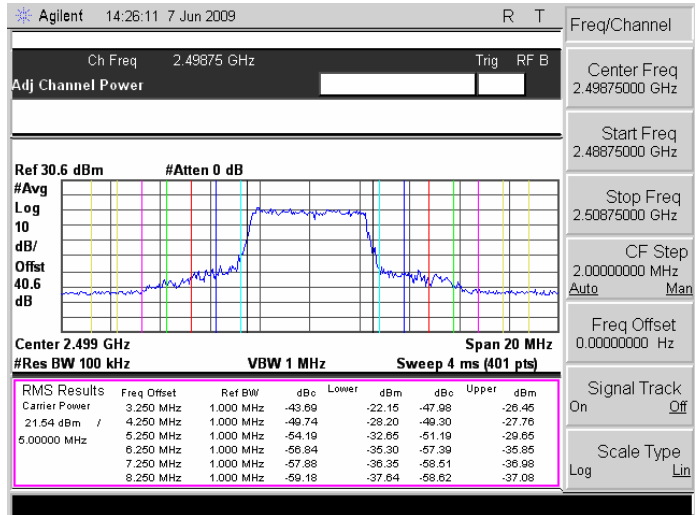 Agilent 14:26:11 7 Jun 2009 R T
Freq/Channel
Ch Freq 2.49875 GHz Trig RF B
Adj Channel Power
Center Freq
2.49875000 GHz
Start Freq
2.48875000 GHz
Stop Freq
2.50875000 GHz
CF Step
2.00000000 MHz
Auto Man
Freq Offset
0.00000000 Hz
Signal Track
On Off
Scale Type
Log Lin
Ref 30.6 dBm #Atten 0 dB
#Avg
Log
10
dB/
Offst
40.6
dB
Center 2.499 GHz Span 20 MHz
#Res BW 100 kHz VBW 1 MHz Sweep 4 ms (401 pts)
RMS Results Freq Offset Ref BW dBc Lower dBm dBc Upper dBm
Carrier Power 3.250 MHz 1.000 MHz -43.69 -22.15 -47.98 -26.45
21.54 dBm / 4.250 MHz 1.000 MHz -49.74 -28.20 -49.30 -27.76
5.00000 MHz 5.250 MHz 1.000 MHz -54.19 -32.65 -51.19 -29.65
6.250 MHz 1.000 MHz -56.84 -35.30 -57.39 -35.85
7.250 MHz 1.000 MHz -57.88 -36.35 -58.51 -36.98
8.250 MHz 1.000 MHz -59.18 -37.64 -58.62 -37.08